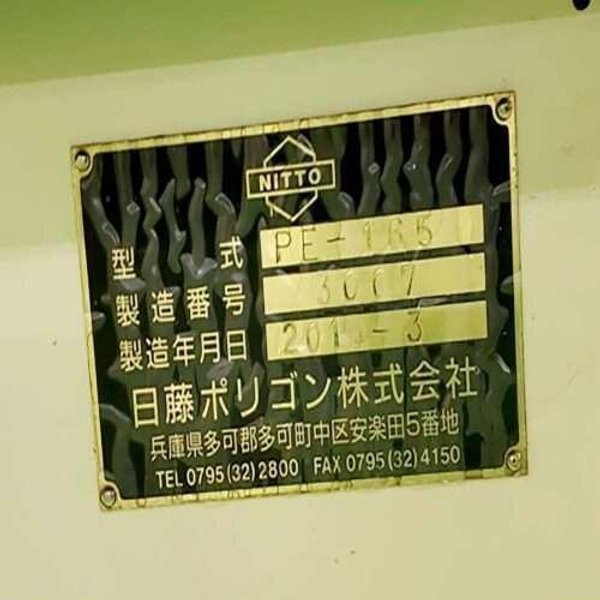 NITTO
型 式 PE-165
製造番号
製造年月日
日藤ポリゴン株式会社
兵庫県多可郡多可町中区安楽田5番地
TEL 0795(32)2800 FAX 0795(32)4150